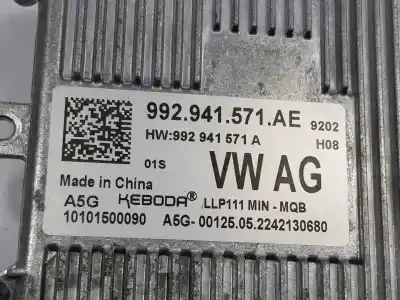 992.941.571.AE 9202
HW:992 941 571 A H08
01S VW AG
Made in China
A5G KEBODA® LLP111 MIN - MQB
10101500090 A5G- 00125.05.2242130680